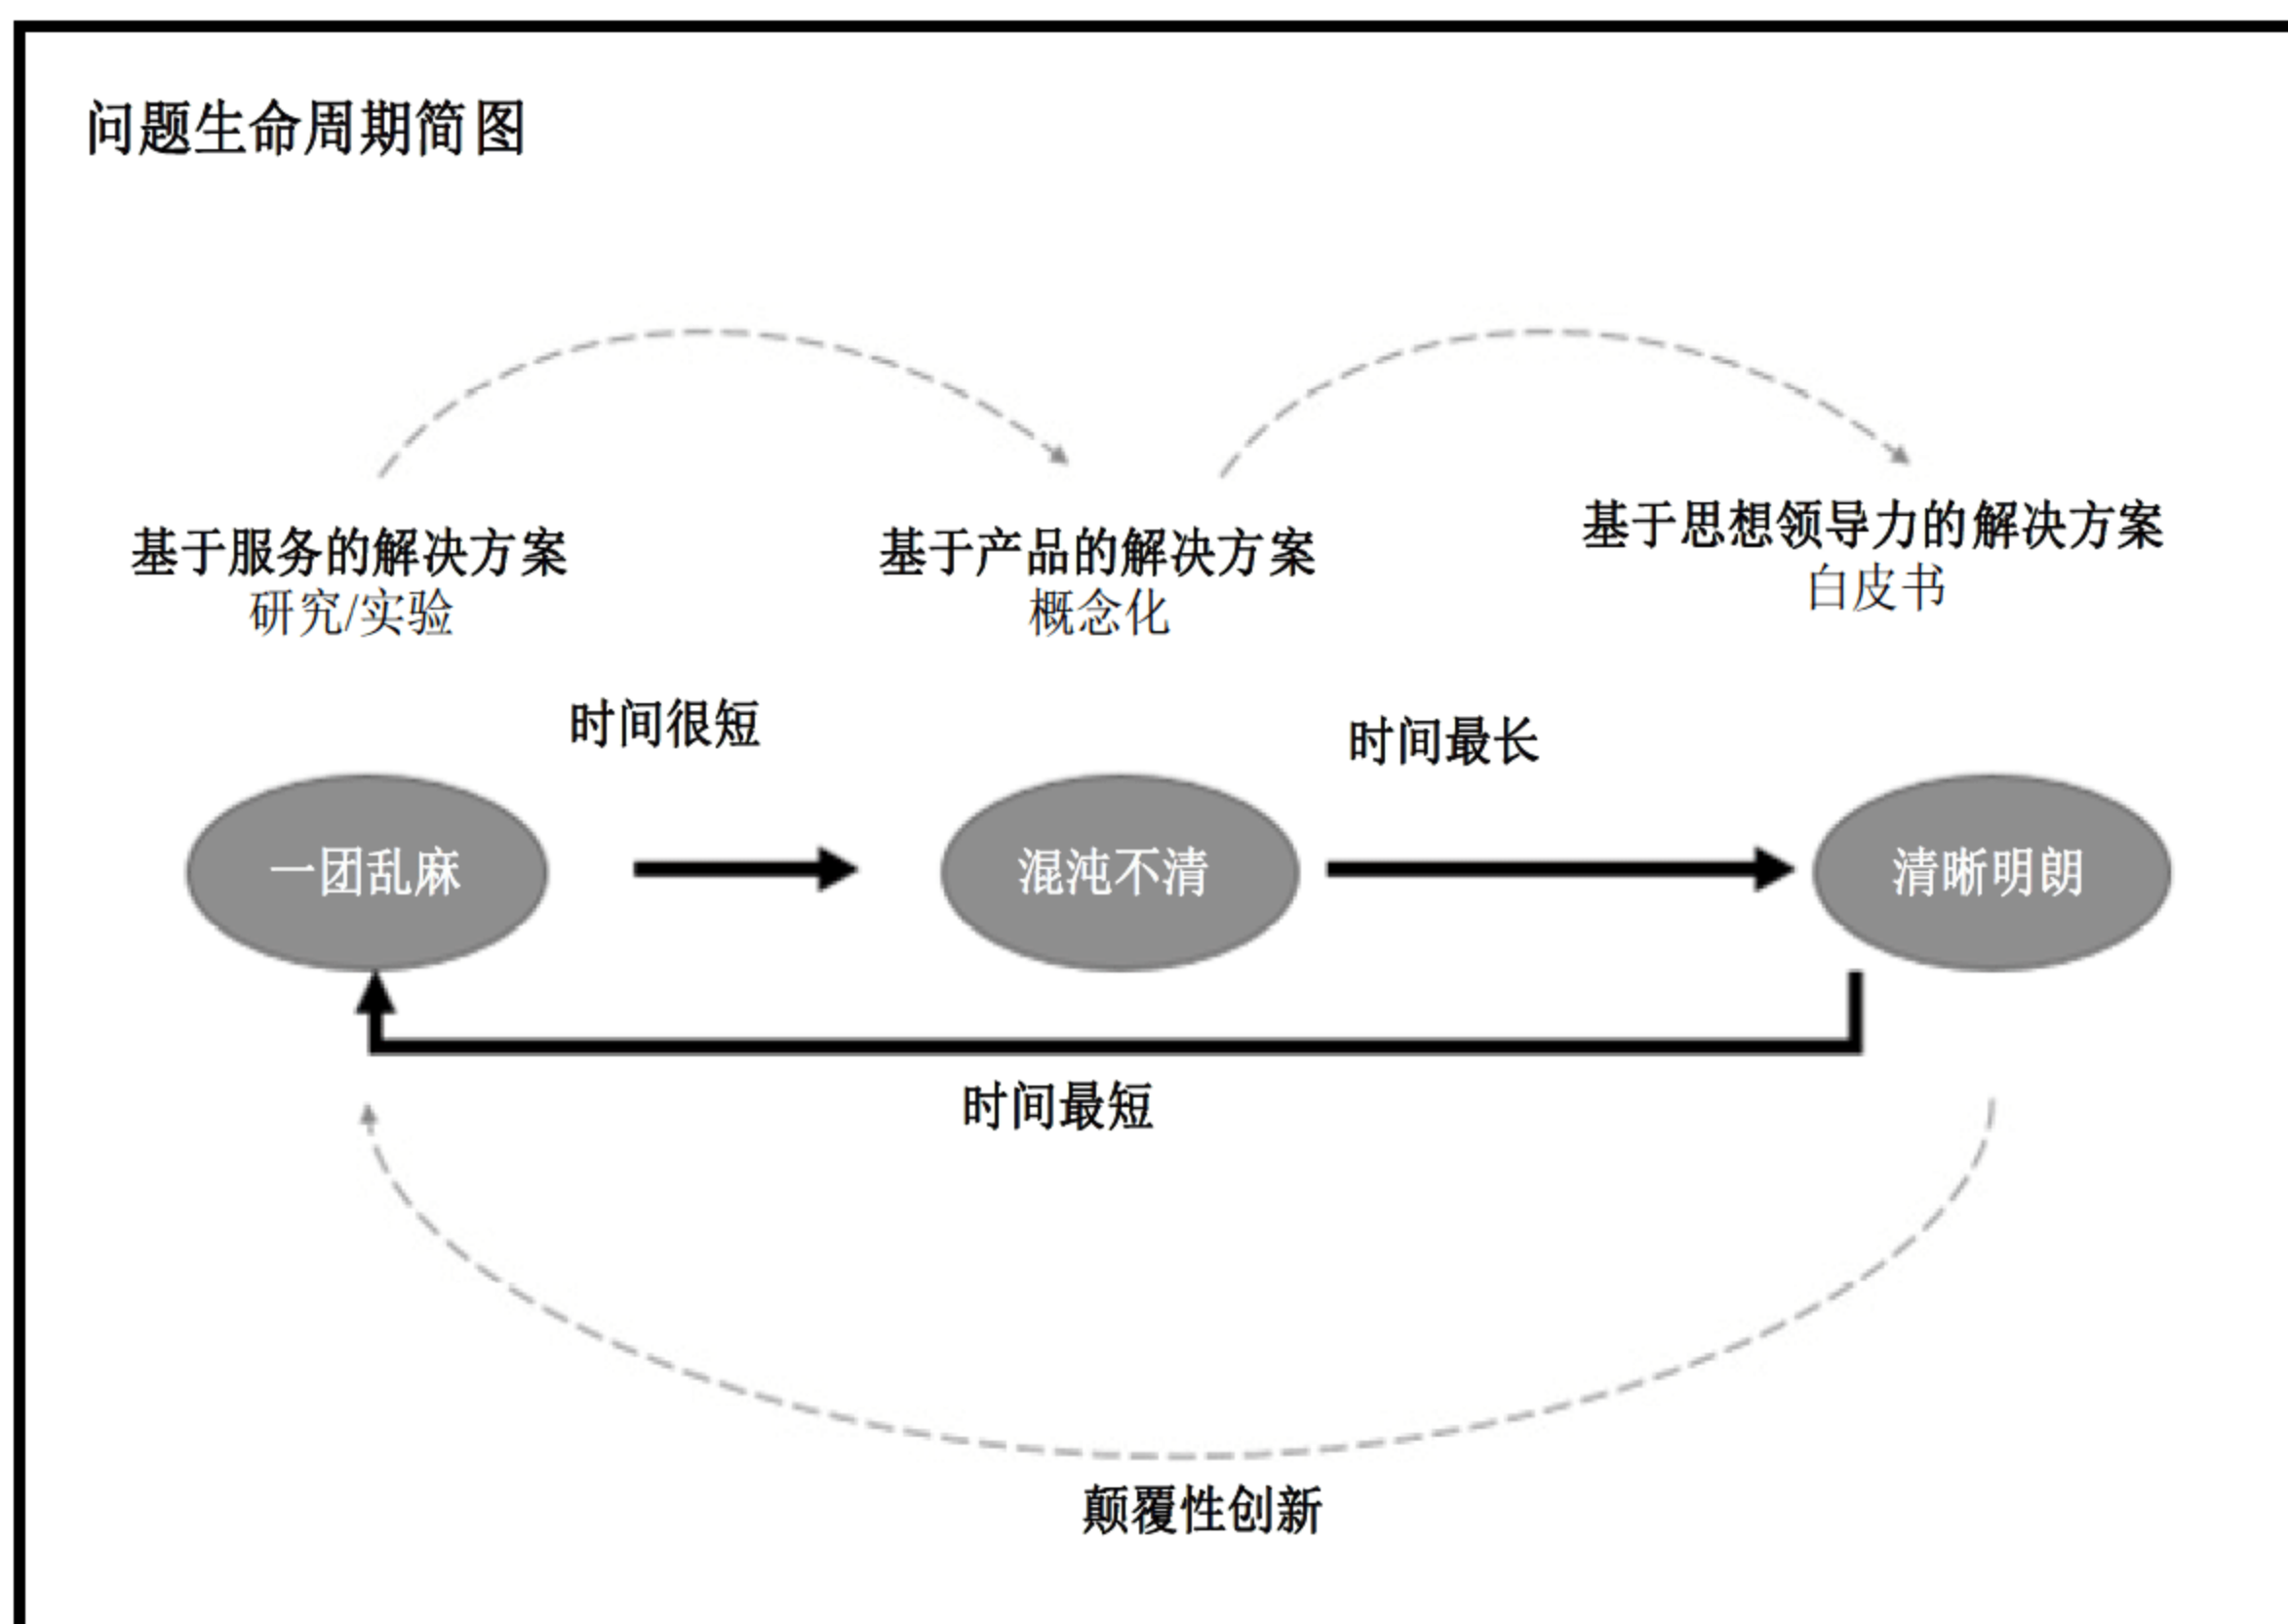 问题生命周期简图
基于服务的解决方案
研究/实验
基于产品的解决方案
概念化
基于思想领导力的解决方案
白皮书
时间很短
时间最长
一团乱麻
混沌不清
清晰明朗
时间最短
颠覆性创新